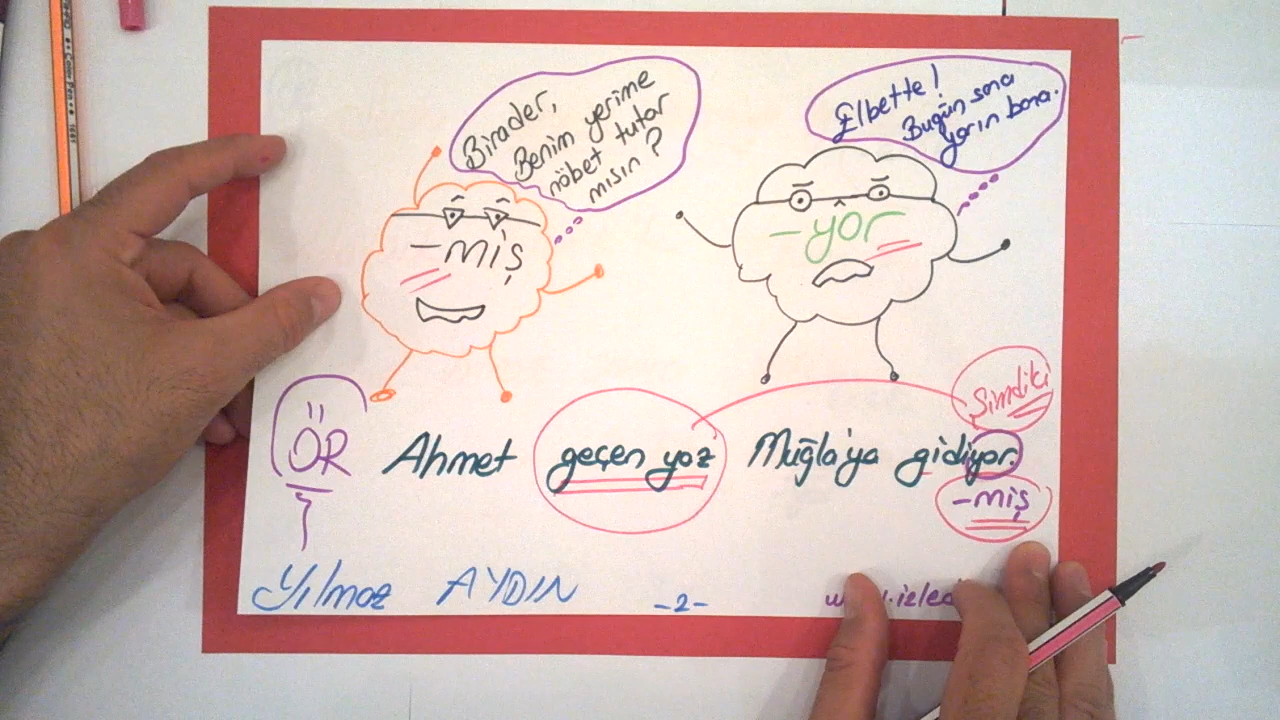 Birader,
Benim yerime
nöbet tutar
mısın?
Elbette!
Bugün sana
yarın bana.
-miş
-yor
Şimdiki
ÖR Ahmet geçen yaz Muğla'ya gidiyor
-miş
Yılmaz AYDIN -2-